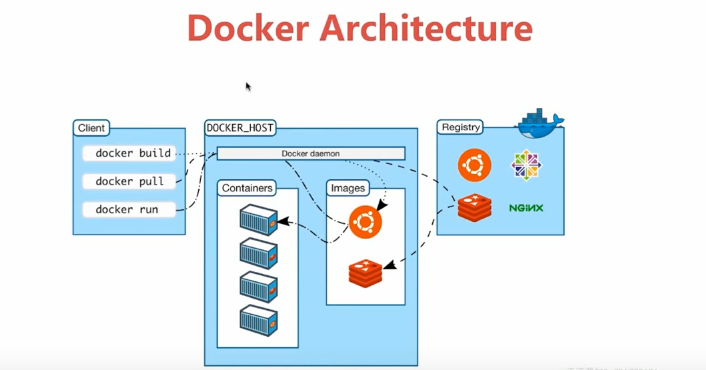 Docker Architecture
Client
docker build
docker pull
docker run
DOCKER_HOST
Docker daemon
Containers
Images
Registry
NGINX